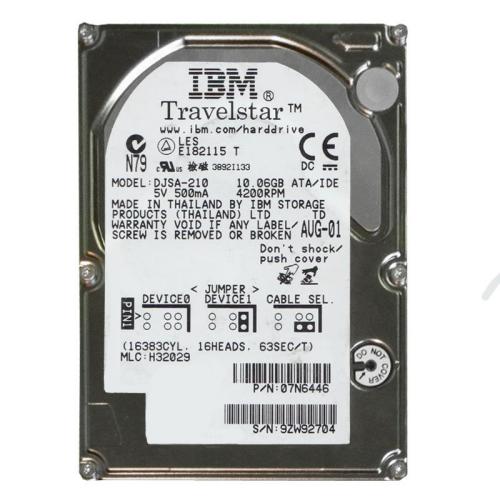 IBM®
Travelstar™
www.ibm.com/harddrive
LES
E182115 T
N79
38921133
CE
DC
MODEL: DJSA-210 10.06GB ATA/IDE
5V 500mA 4200RPM
MADE IN THAILAND BY IBM STORAGE
PRODUCTS (THAILAND) LTD TD
WARRANTY VOID IF ANY LABEL/
SCREW IS REMOVED OR BROKEN
AUG-01
Don't shock/
push cover
< JUMPER >
DEVICE0 DEVICE1 CABLE SEL.
PIN1
(16383CYL. 16HEADS. 63SEC/T)
MLC:H32029
DO NOT COVER
P/N:07N6446
S/N:9ZW92704